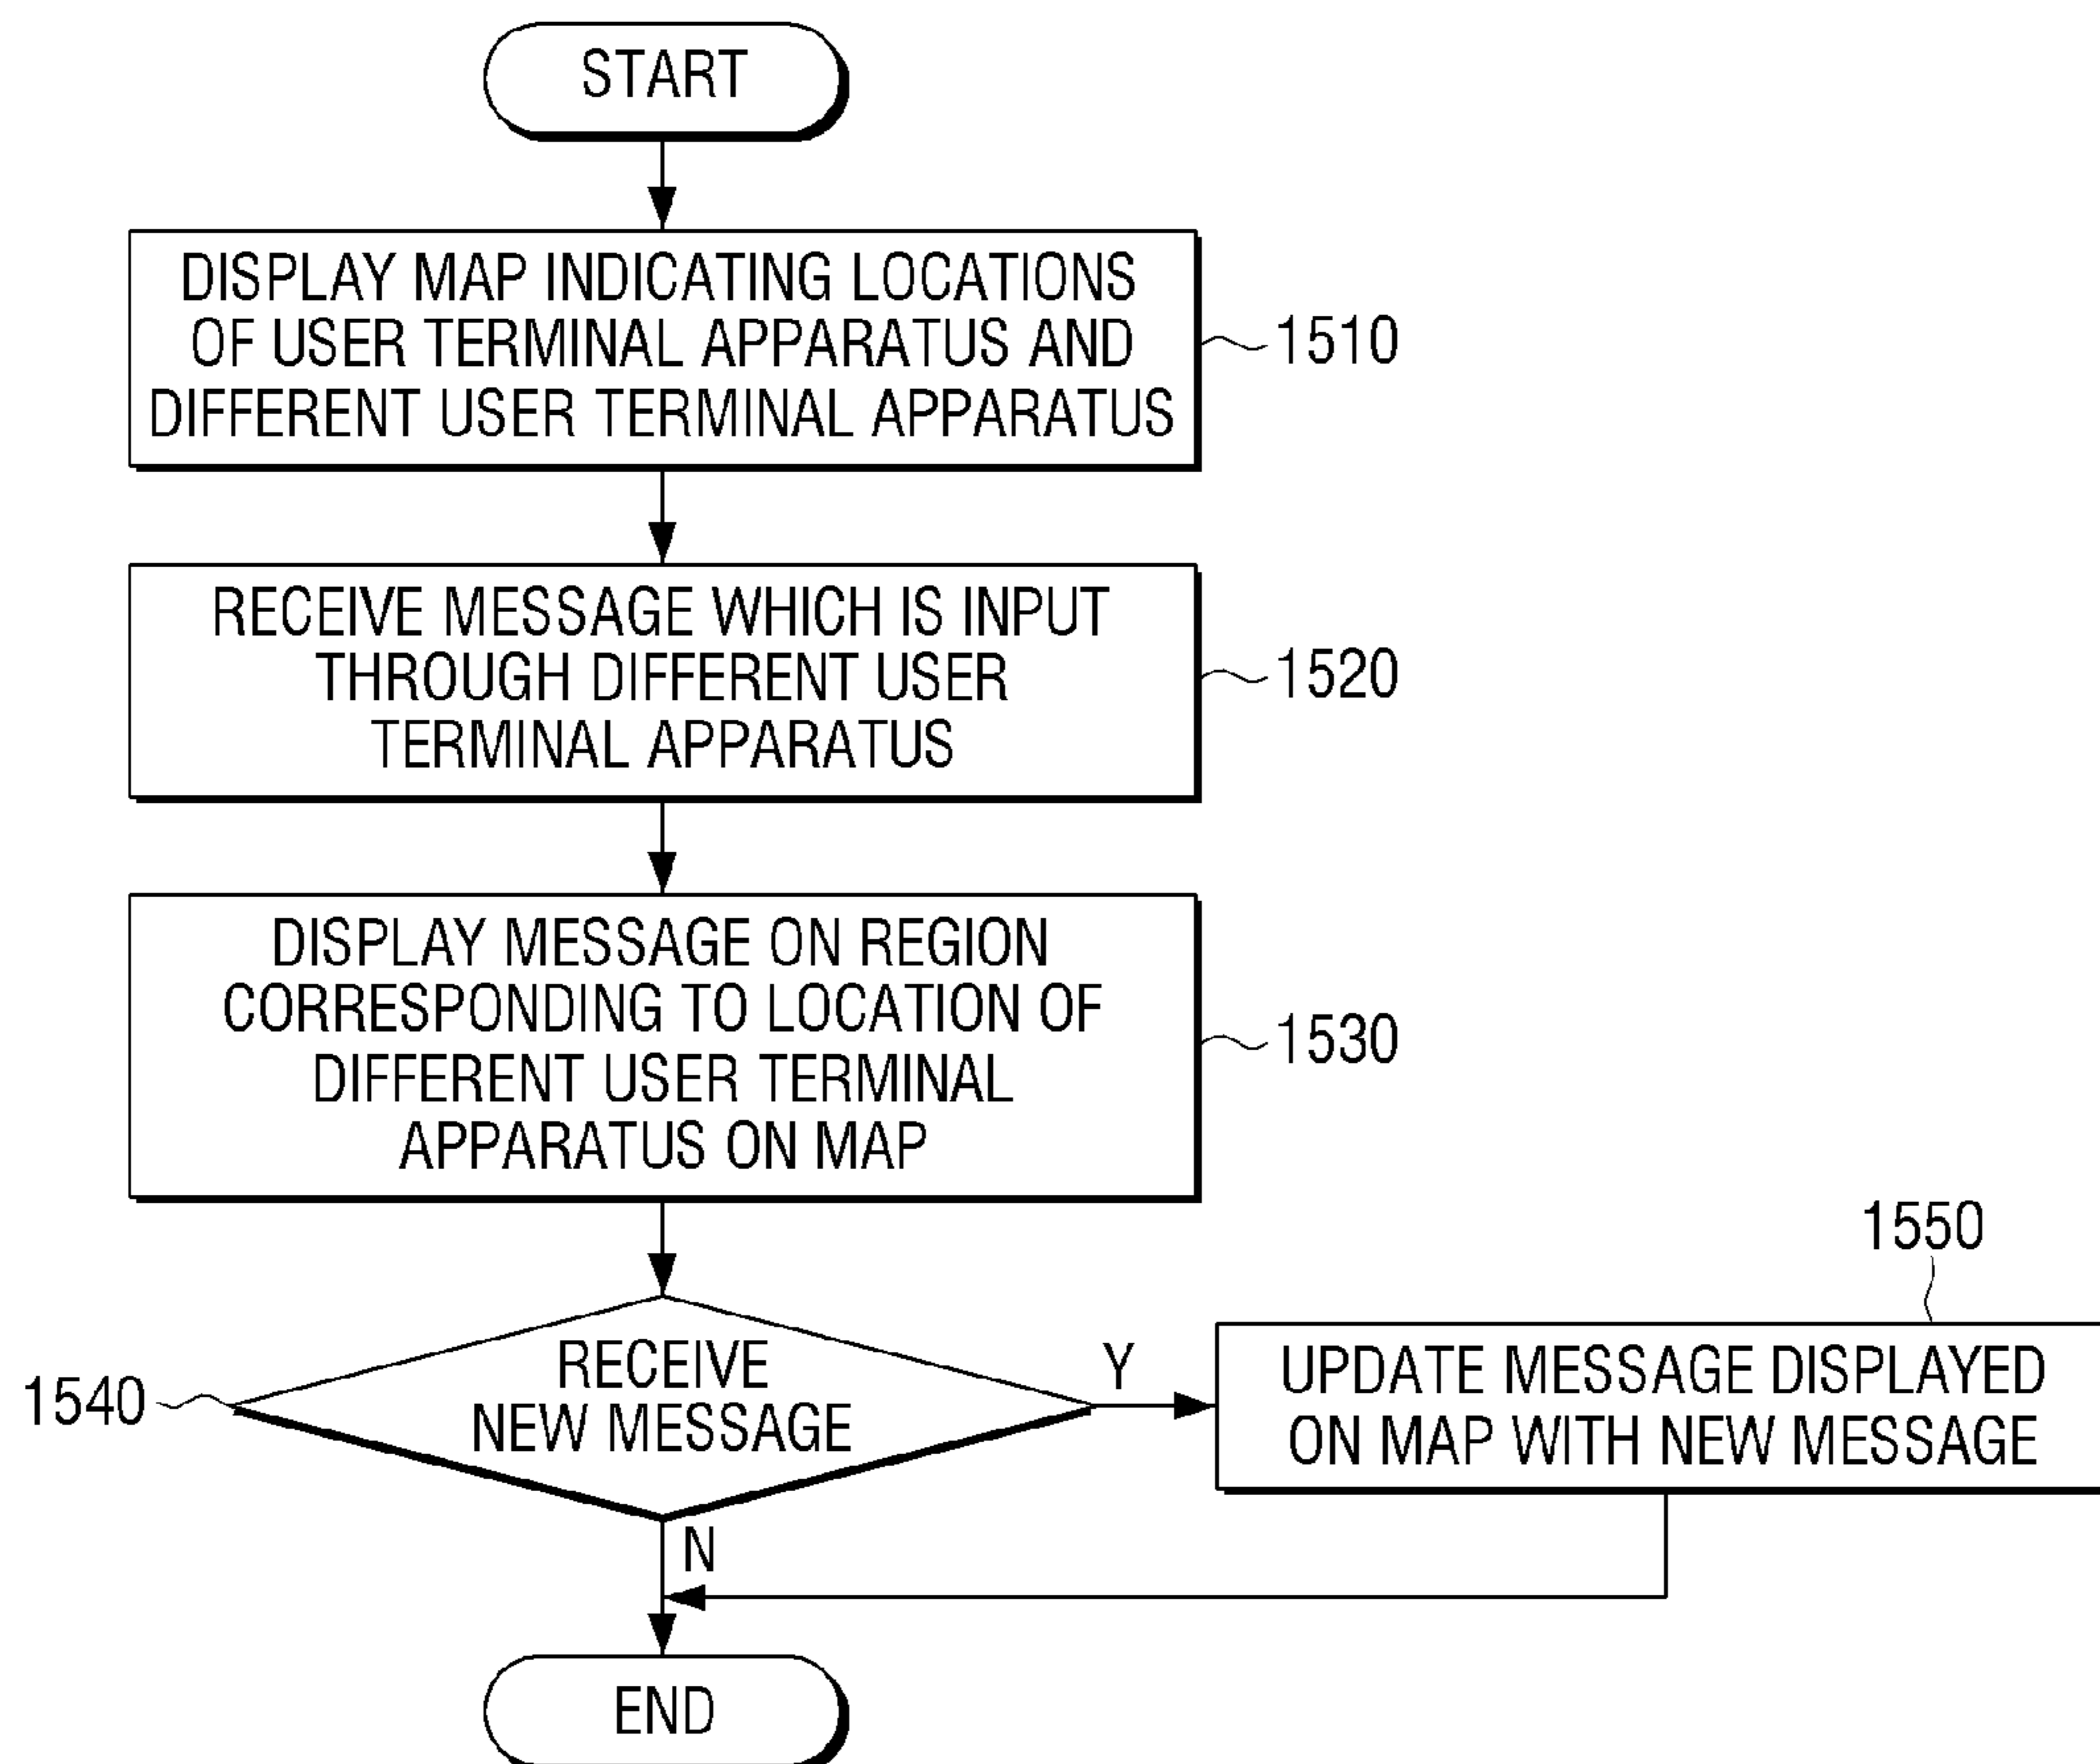 START
DISPLAY MAP INDICATING LOCATIONS
OF USER TERMINAL APPARATUS AND
DIFFERENT USER TERMINAL APPARATUS
1510
RECEIVE MESSAGE WHICH IS INPUT
THROUGH DIFFERENT USER
TERMINAL APPARATUS
1520
DISPLAY MESSAGE ON REGION
CORRESPONDING TO LOCATION OF
DIFFERENT USER TERMINAL
APPARATUS ON MAP
1530
1540
RECEIVE
NEW MESSAGE
Y
1550
UPDATE MESSAGE DISPLAYED
ON MAP WITH NEW MESSAGE
N
END